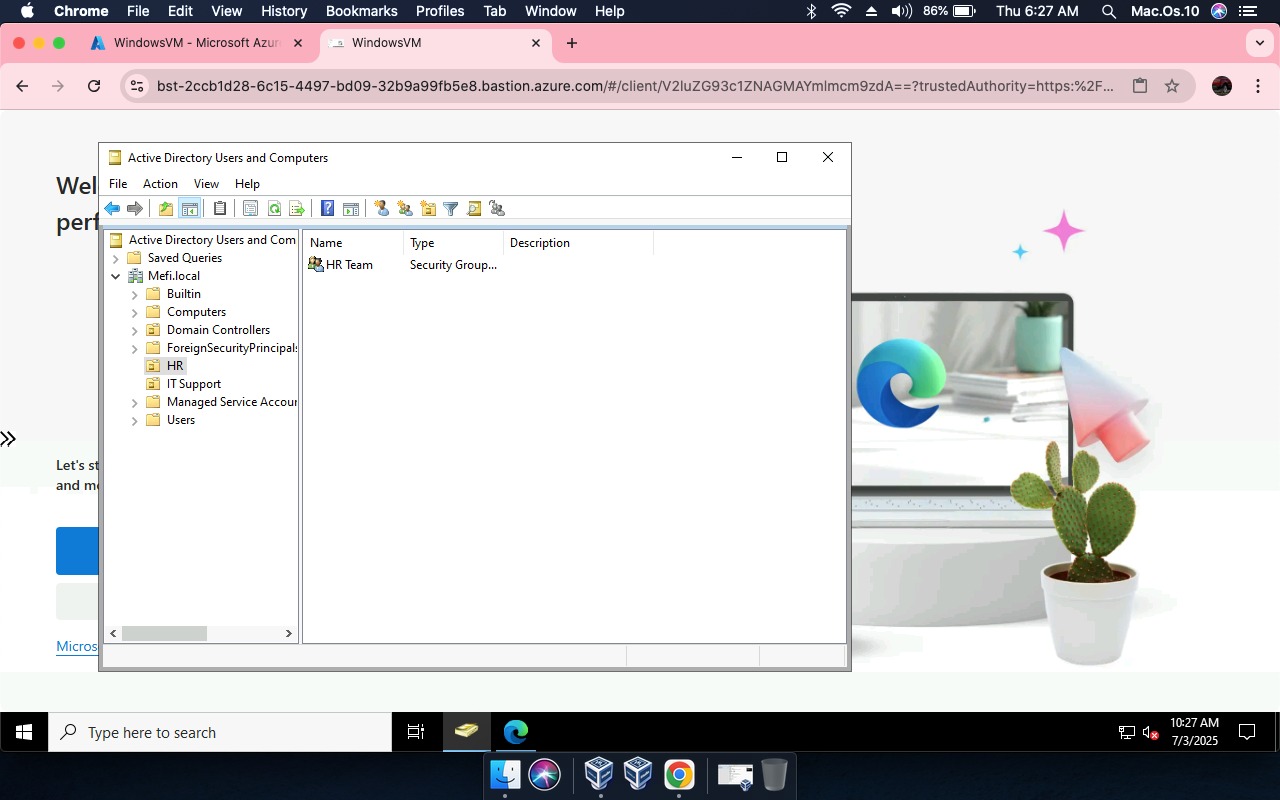 Chrome File Edit View History Bookmarks Profiles Tab Window Help 86% Thu 6:27 AM Mac.Os.10
WindowsVM - Microsoft Azur WindowsVM
bst-2ccb1d28-6c15-4497-bd09-32b9a99fb5e8.bastion.azure.com/#/client/V2luZG93c1ZNAGMAYmlmcm9zdA==?trustedAuthority=https:%2F...
Active Directory Users and Computers
File Action View Help
Wel
perf
Active Directory Users and Com
Saved Queries
Mefi.local
Builtin
Computers
Domain Controllers
ForeignSecurityPrincipals
HR
IT Support
Managed Service Accour
Users
Name Type Description
HR Team Security Group...
Let's st
and mo
Micros
Type here to search
10:27 AM
7/3/2025